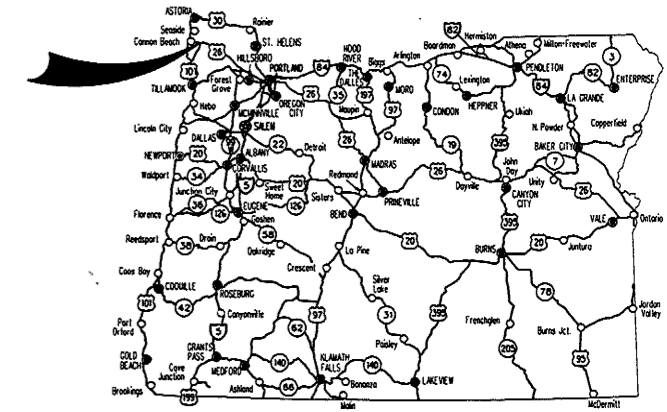 ASTORIA
30
Rainier
Seaside
Cannon Beach
26
ST. HELENS
HILLSBORO
PORTLAND
84
HOOD RIVER
THE DALLES
Biggs
Arlington
Boardman
82
Hermiston
Athena
Milton-Freewater
3
PENDLETON
82
ENTERPRISE
101
TILLAMOOK
Forest Grove
OREGON CITY
26
35
197
MORO
97
74
Lexington
HEPPNER
84
LA GRANDE
Hebo
MCMINNVILLE
Maupin
CONDON
Ukiah
Lincoln City
SALEM
DALLAS
22
Detroit
26
Antelope
19
395
N. Powder
Copperfield
NEWPORT
20
ALBANY
CORVALLIS
MADRAS
John Day
BAKER CITY
7
Waldport
34
Sweet Home
20
Redmond
26
Dayville
Unity
26
Junction City
5
Sisters
PRINEVILLE
CANYON CITY
36
126
126
Florence
EUGENE
BEND
395
VALE
Ontario
Goshen
Reedsport
38
Drain
58
Oakridge
La Pine
20
BURNS
20
Juntura
Coos Bay
Crescent
COQUILLE
ROSEBURG
Silver Lake
78
101
42
Canyonville
97
31
395
Jordan Valley
Port Orford
62
Frenchglen
Burns Jct.
5
Paisley
GOLD BEACH
GRANTS PASS
140
KLAMATH FALLS
140
205
95
Cave Junction
MEDFORD
Bonanza
LAKEVIEW
Brookings
199
Ashland
66
Malin
McDermitt